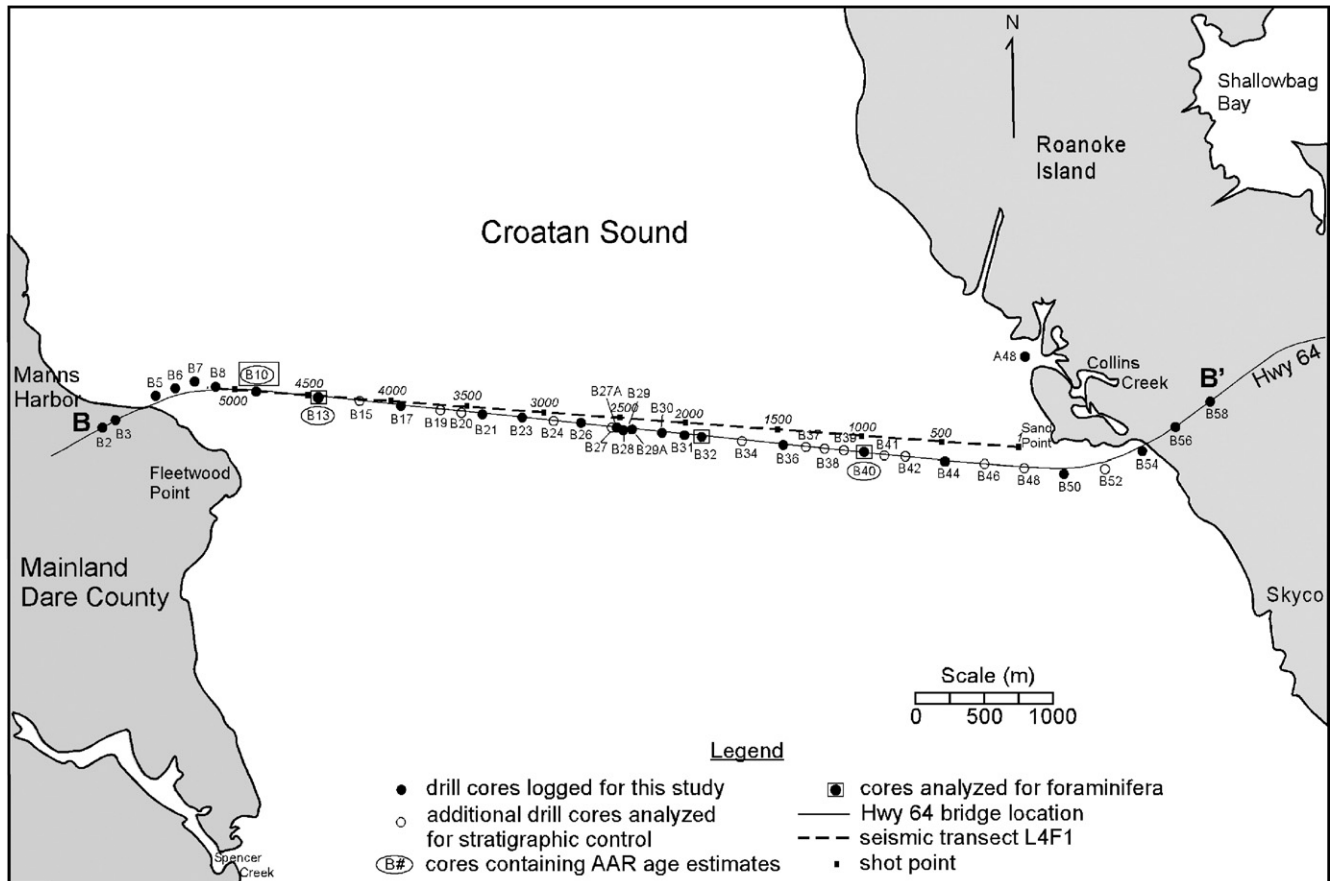 N
Shallowbag
Bay
Roanoke
Island
Croatan Sound
A48
Collins
Creek
Hwy 64
Manns
Harbor
B
B'
B2
B3
B5
B6
B7
B8
B10
5000
4500
B13
B15
4000
B17
B19
B20
3500
B21
B23
3000
B24
B26
B27A
B29
B27
2500
B28
B29A
B30
2000
B31
B32
B34
1500
B36
B37
B38
B39
1000
B40
B41
B42
500
B44
B46
1
B48
Sand
Point
B50
B52
B54
B56
B58
Fleetwood
Point
Mainland
Dare County
Skyco
Spencer
Creek
Scale (m)
0 500 1000
Legend
drill cores logged for this study
additional drill cores analyzed
for stratigraphic control
B# cores containing AAR age estimates
cores analyzed for foraminifera
Hwy 64 bridge location
seismic transect L4F1
shot point